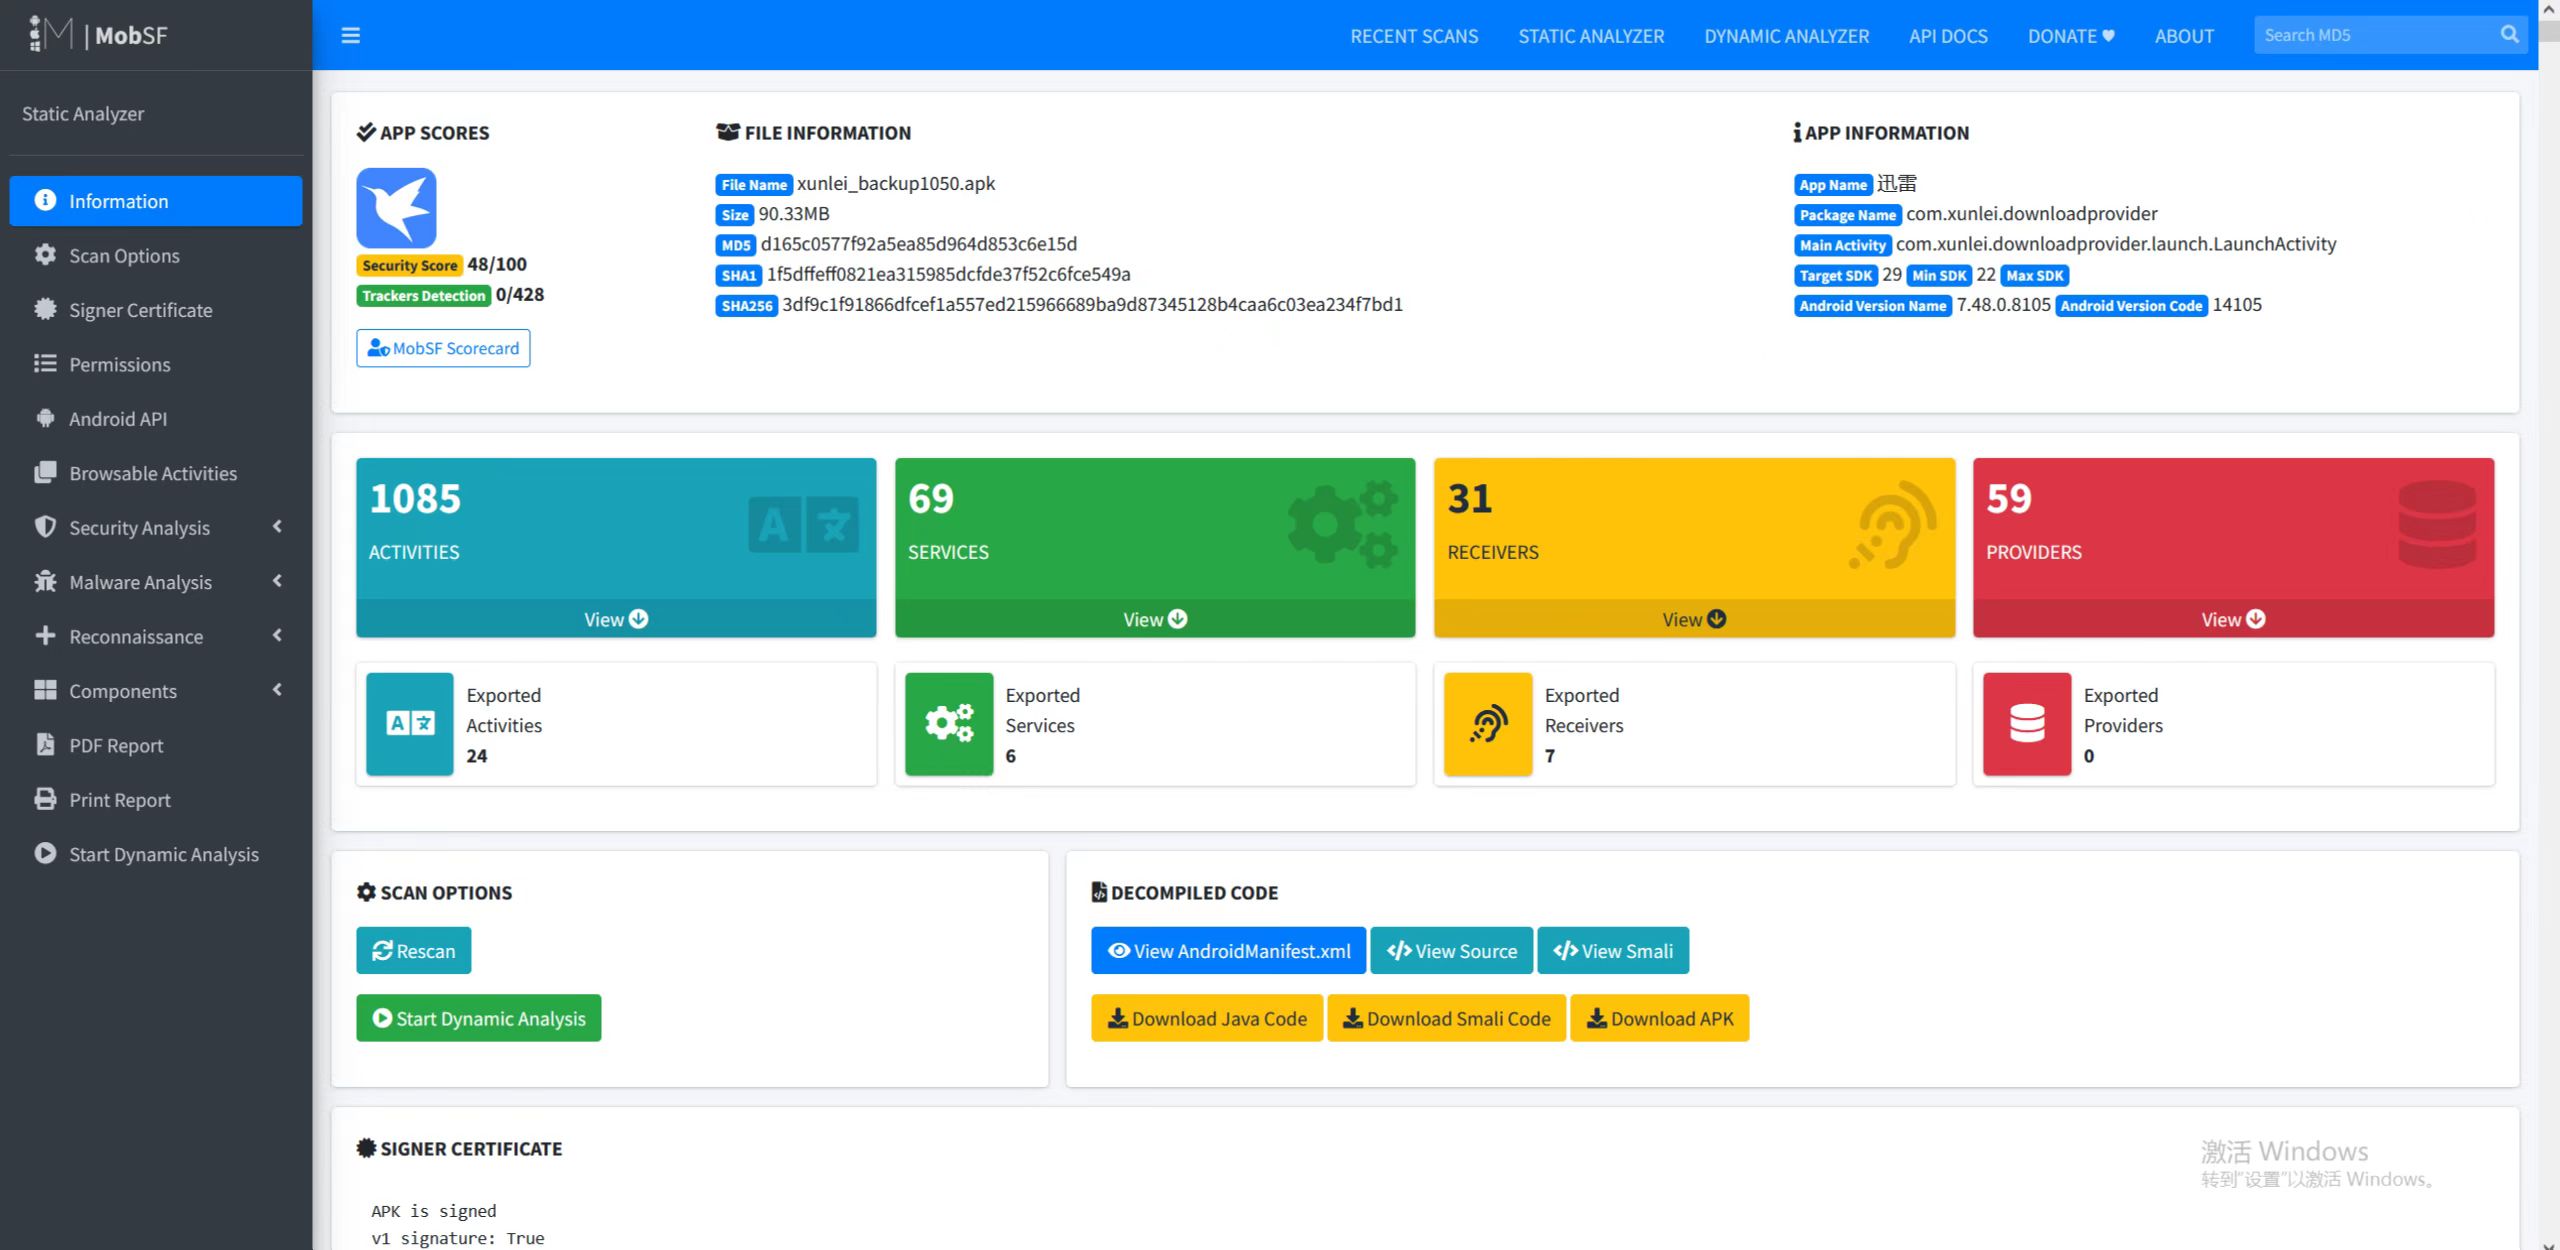 MobSF
RECENT SCANS
STATIC ANALYZER
DYNAMIC ANALYZER
API DOCS
DONATE
ABOUT
Search MD5
Static Analyzer
Information
Scan Options
Signer Certificate
Permissions
Android API
Browsable Activities
Security Analysis
Malware Analysis
Reconnaissance
Components
PDF Report
Print Report
Start Dynamic Analysis
APP SCORES
Security Score 48/100
Trackers Detection 0/428
MobSF Scorecard
FILE INFORMATION
File Name xunlei_backup1050.apk
Size 90.33MB
MD5 d165c0577f92a5ea85d964d853c6e15d
SHA1 1f5dffeff0821ea315985dcfde37f52c6fce549a
SHA256 3df9c1f91866dfcef1a557ed215966689ba9d87345128b4caa6c03ea234f7bd1
APP INFORMATION
App Name 迅雷
Package Name com.xunlei.downloadprovider
Main Activity com.xunlei.downloadprovider.launch.LaunchActivity
Target SDK 29 Min SDK 22 Max SDK
Android Version Name 7.48.0.8105 Android Version Code 14105
1085
ACTIVITIES
View
69
SERVICES
View
31
RECEIVERS
View
59
PROVIDERS
View
Exported
Activities
24
Exported
Services
6
Exported
Receivers
7
Exported
Providers
0
SCAN OPTIONS
Rescan
Start Dynamic Analysis
DECOMPILED CODE
View AndroidManifest.xml
View Source
View Smali
Download Java Code
Download Smali Code
Download APK
SIGNER CERTIFICATE
APK is signed
v1 signature: True
激活 Windows
转到"设置"以激活 Windows。